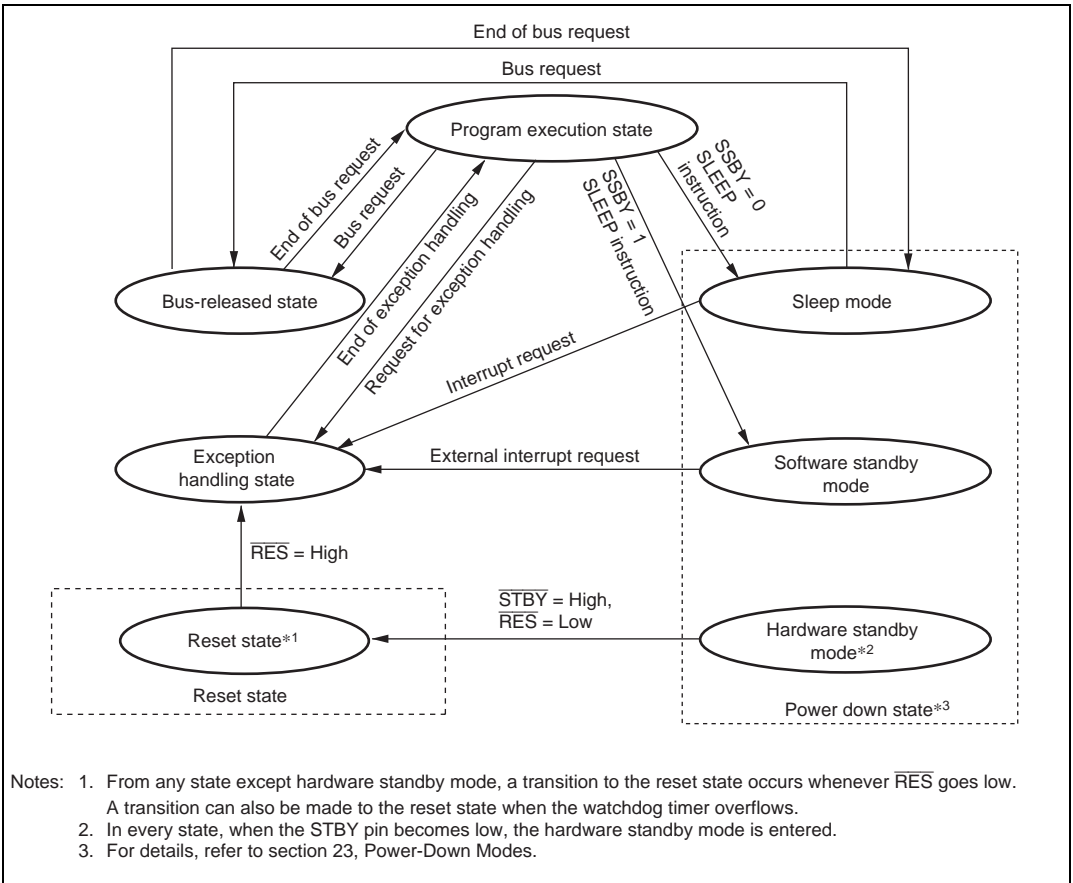 End of bus request
Bus request
Program execution state
End of bus request
Bus request
SSBY = 0
SLEEP
instruction
SSBY = 1
SLEEP instruction
End of exception handling
Request for exception handling
Bus-released state
Sleep mode
Interrupt request
Exception
handling state
External interrupt request
Software standby
mode
RES = High
STBY = High,
RES = Low
Reset state*1
Hardware standby
mode*2
Reset state
Power down state*3
Notes: 1. From any state except hardware standby mode, a transition to the reset state occurs whenever RES goes low.
A transition can also be made to the reset state when the watchdog timer overflows.
2. In every state, when the STBY pin becomes low, the hardware standby mode is entered.
3. For details, refer to section 23, Power-Down Modes.